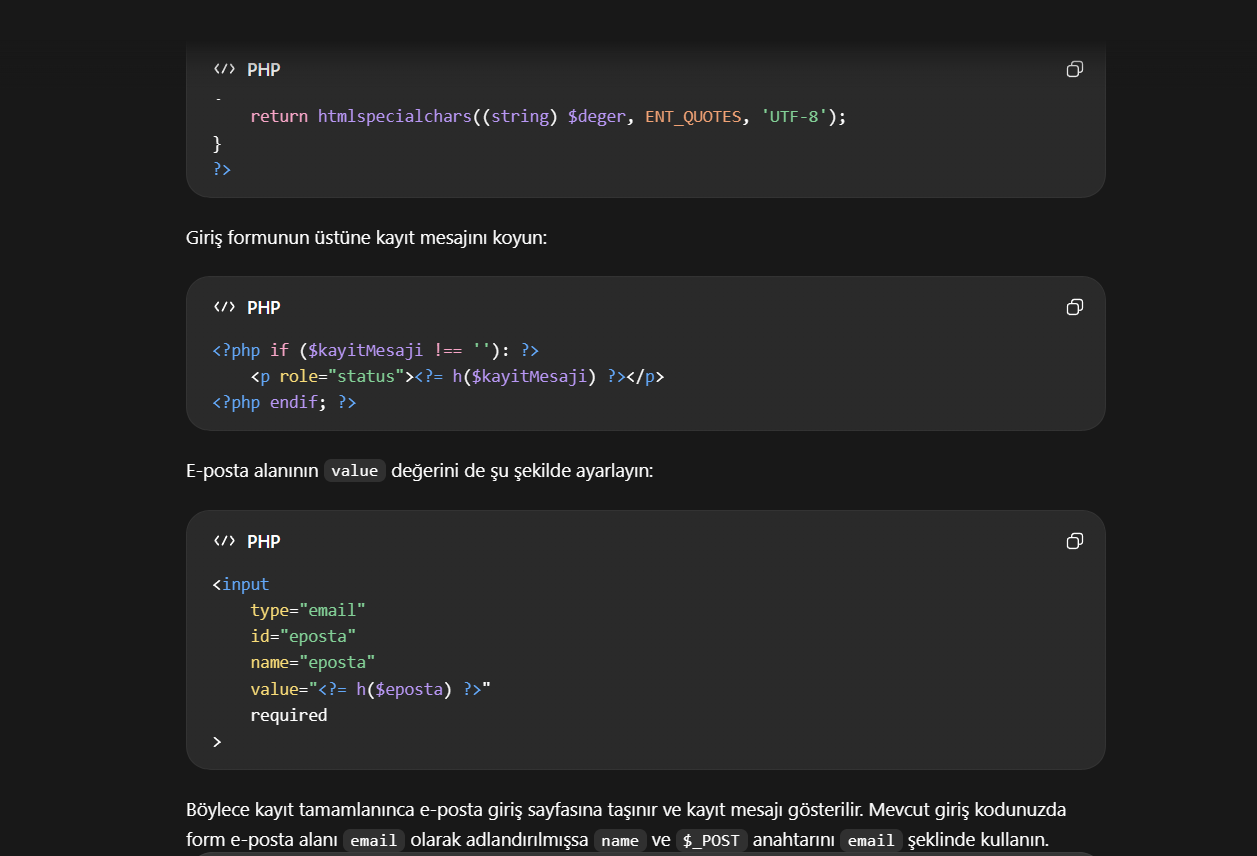 </> PHP
return htmlspecialchars((string) $deger, ENT_QUOTES, 'UTF-8');
}
?>
Giriş formunun üstüne kayıt mesajını koyun:
</> PHP
<?php if ($kayitMesaji !== ''): ?>
<p role="status"><?= h($kayitMesaji) ?></p>
<?php endif; ?>
E-posta alanının value değerini de şu şekilde ayarlayın:
</> PHP
<input
type="email"
id="eposta"
name="eposta"
value="<?= h($eposta) ?>"
required
>
Böylece kayıt tamamlanınca e-posta giriş sayfasına taşınır ve kayıt mesajı gösterilir. Mevcut giriş kodunuzda
form e-posta alanı email olarak adlandırılmışsa name ve $_POST anahtarını email şeklinde kullanın.